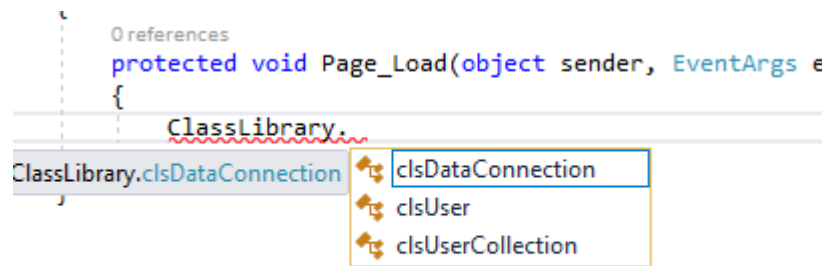 {
0 references
protected void Page_Load(object sender, EventArgs e
{
ClassLibrary.
ClassLibrary.clsDataConnection
clsDataConnection
clsUser
clsUserCollection
}